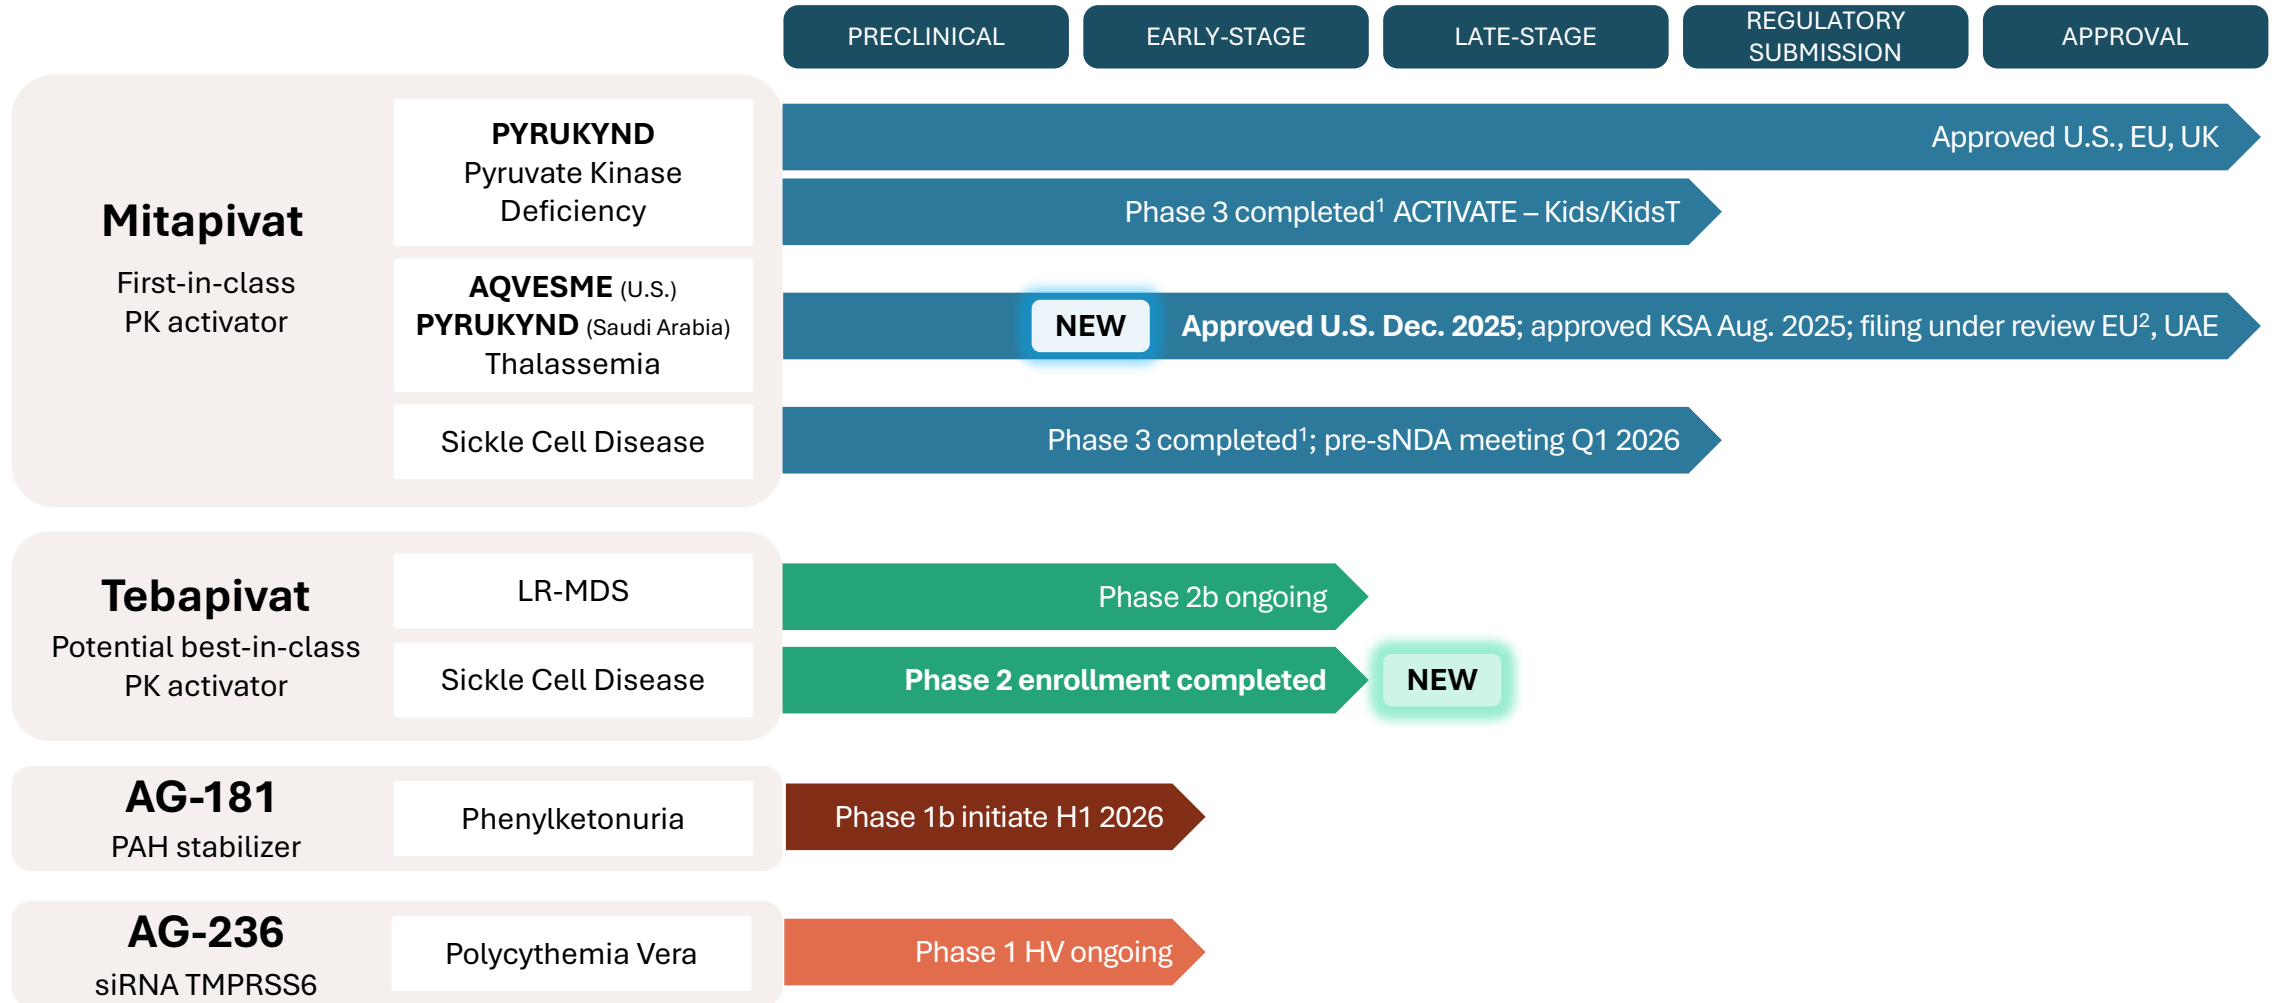 PRECLINICAL
EARLY-STAGE
LATE-STAGE
REGULATORY
SUBMISSION
APPROVAL
Mitapivat
First-in-class
PK activator
PYRUKYND
Pyruvate Kinase
Deficiency
Approved U.S., EU, UK
Phase 3 completed¹ ACTIVATE – Kids/KidsT
AQVESME (U.S.)
PYRUKYND (Saudi Arabia)
Thalassemia
NEW
Approved U.S. Dec. 2025; approved KSA Aug. 2025; filing under review EU², UAE
Sickle Cell Disease
Phase 3 completed¹; pre-sNDA meeting Q1 2026
Tebapivat
Potential best-in-class
PK activator
LR-MDS
Phase 2b ongoing
Sickle Cell Disease
Phase 2 enrollment completed
NEW
AG-181
PAH stabilizer
Phenylketonuria
Phase 1b initiate H1 2026
AG-236
siRNA TMPRSS6
Polycythemia Vera
Phase 1 HV ongoing